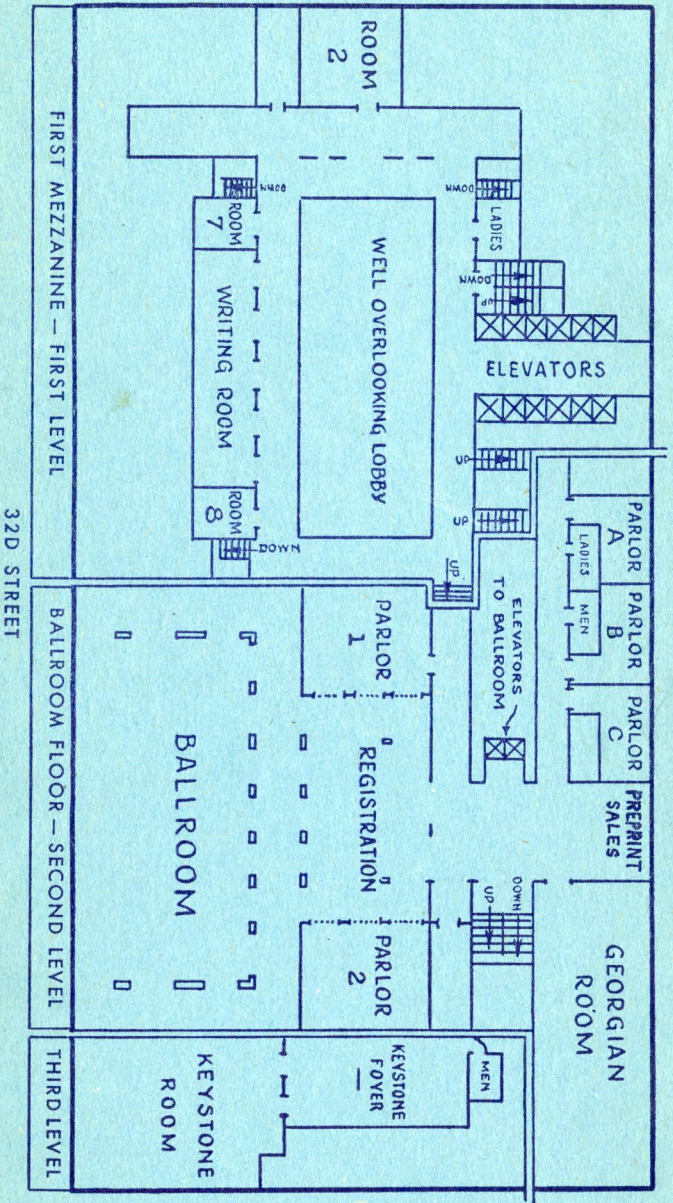 ROOM
2
DOWN
ROOM
7
WRITING ROOM
ROOM
8
DOWN
WELL OVERLOOKING LOBBY
DOWN
LADIES
DOWN
UP
ELEVATORS
UP
UP
UP
FIRST MEZZANINE — FIRST LEVEL
PARLOR
A
LADIES
MEN
PARLOR
B
PARLOR
C
ELEVATORS
TO BALLROOM
PREPRINT
SALES
PARLOR
1
REGISTRATION
PARLOR
2
BALLROOM
DOWN
UP
GEORGIAN
ROOM
BALLROOM FLOOR — SECOND LEVEL
MEN
KEYSTONE
FOYER
KEYSTONE
ROOM
THIRD LEVEL
32D STREET